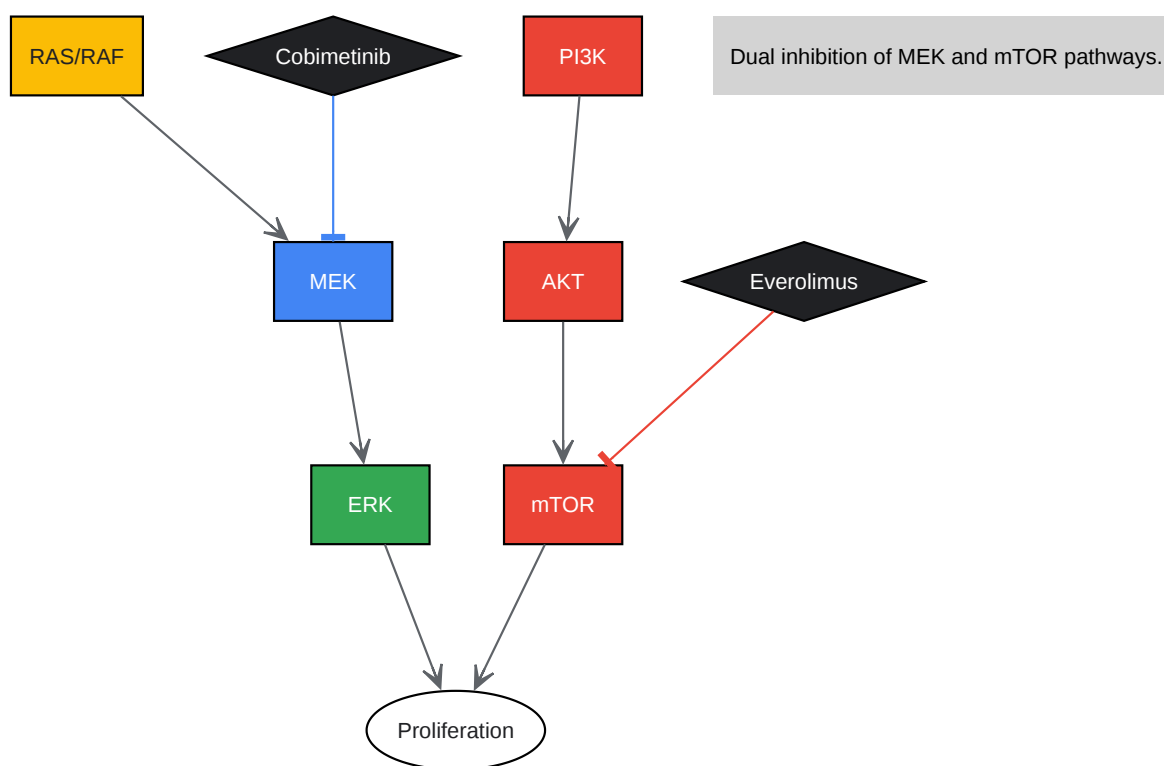 RAS/RAF
Cobimetinib
PI3K
Dual inhibition of MEK and mTOR pathways.
MEK
AKT
Everolimus
ERK
mTOR
Proliferation